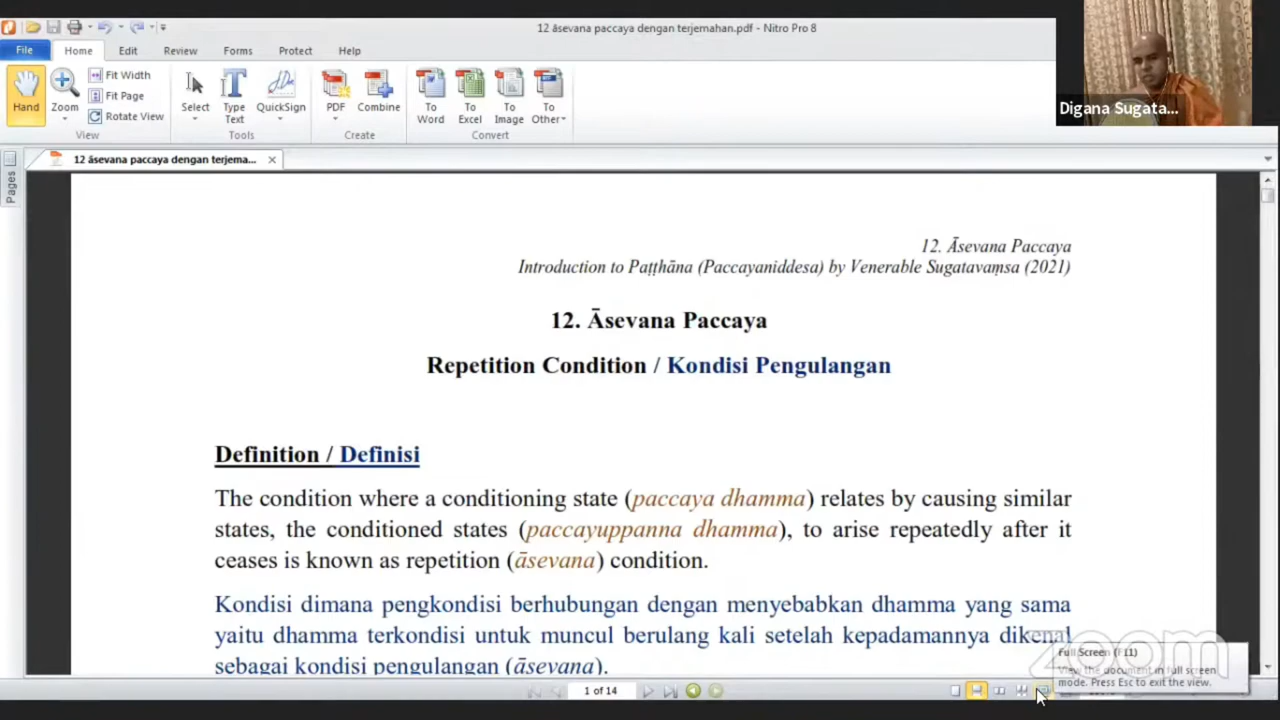 12 āsevana paccaya dengan terjemahan.pdf - Nitro Pro 8
File Home Edit Review Forms Protect Help
Hand
Zoom
Fit Width
Fit Page
Rotate View
View
Select
Type Text
QuickSign
Tools
PDF
Combine
Create
To Word
To Excel
To Image
To Other
Convert
Digana Sugata...
12 āsevana paccaya dengan terjema...
Pages
12. Āsevana Paccaya
Introduction to Paṭṭhāna (Paccayaniddesa) by Venerable Sugatavaṃsa (2021)
12. Āsevana Paccaya
Repetition Condition / Kondisi Pengulangan
Definition / Definisi
The condition where a conditioning state (paccaya dhamma) relates by causing similar
states, the conditioned states (paccayuppanna dhamma), to arise repeatedly after it
ceases is known as repetition (āsevana) condition.
Kondisi dimana pengkondisi berhubungan dengan menyebabkan dhamma yang sama
yaitu dhamma terkondisi untuk muncul berulang kali setelah kepadamannya dikenal
sebagai kondisi pengulangan (āsevana).
zoom
Full Screen (F11)
View the document in full screen
mode. Press Esc to exit the view.
1 of 14